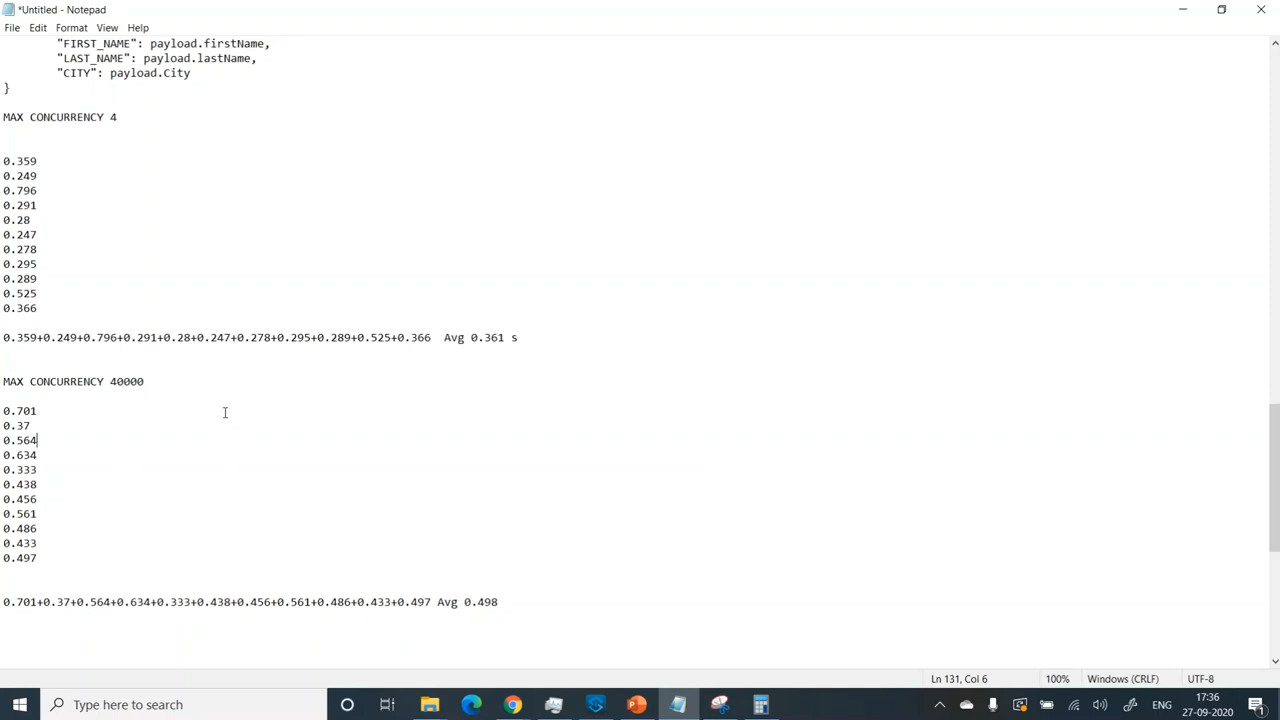 *Untitled - Notepad
File Edit Format View Help
"FIRST_NAME": payload.firstName,
"LAST_NAME": payload.lastName,
"CITY": payload.City
}
MAX CONCURRENCY 4
0.359
0.249
0.796
0.291
0.28
0.247
0.278
0.295
0.289
0.525
0.366
0.359+0.249+0.796+0.291+0.28+0.247+0.278+0.295+0.289+0.525+0.366 Avg 0.361 s
MAX CONCURRENCY 40000
0.701
0.37
0.564
0.634
0.333
0.438
0.456
0.561
0.486
0.433
0.497
0.701+0.37+0.564+0.634+0.333+0.438+0.456+0.561+0.486+0.433+0.497 Avg 0.498
Ln 131, Col 6 100% Windows (CRLF) UTF-8
Type here to search
ENG
17:36
27-09-2020
1